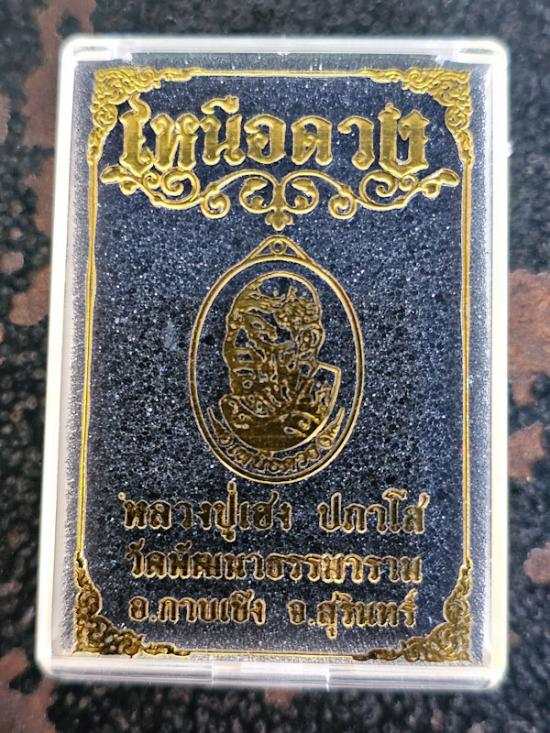 เหนือดวง
หลวงปู่เฮง ปภาโส
วัดพัฒนาธรรมาราม
อ.กาบเชิง จ.สุรินทร์